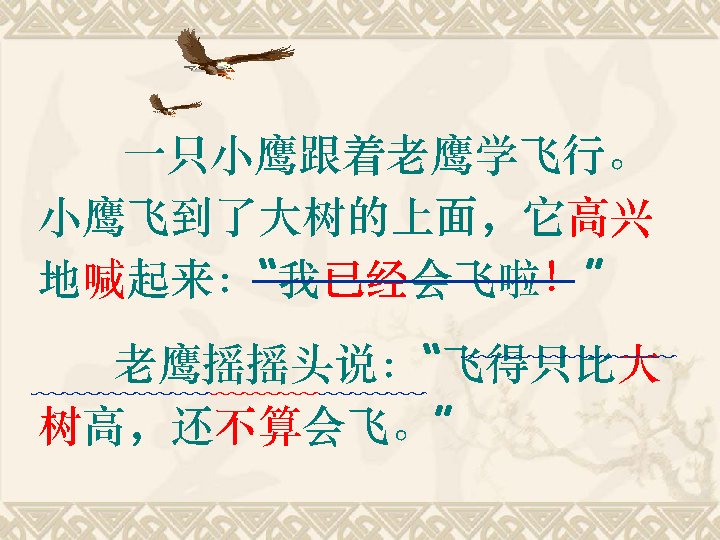 一只小鹰跟着老鹰学飞行。
小鹰飞到了大树的上面，它高兴
地喊起来：“我已经会飞啦！”
老鹰摇摇头说：“飞得只比大
树高，还不算会飞。”